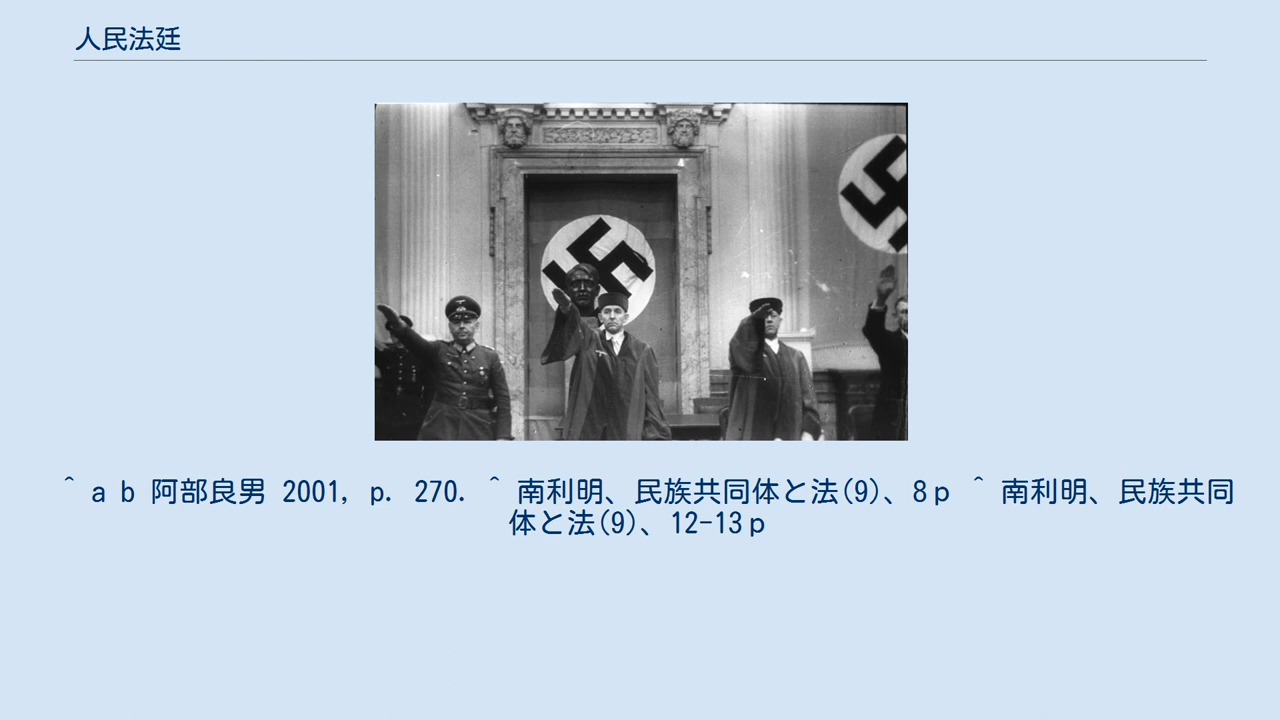 人民法廷
^ a b 阿部良男 2001, p. 270. ^ 南利明、民族共同体と法(9)、8ｐ ^ 南利明、民族共同
体と法(9)、12-13ｐ